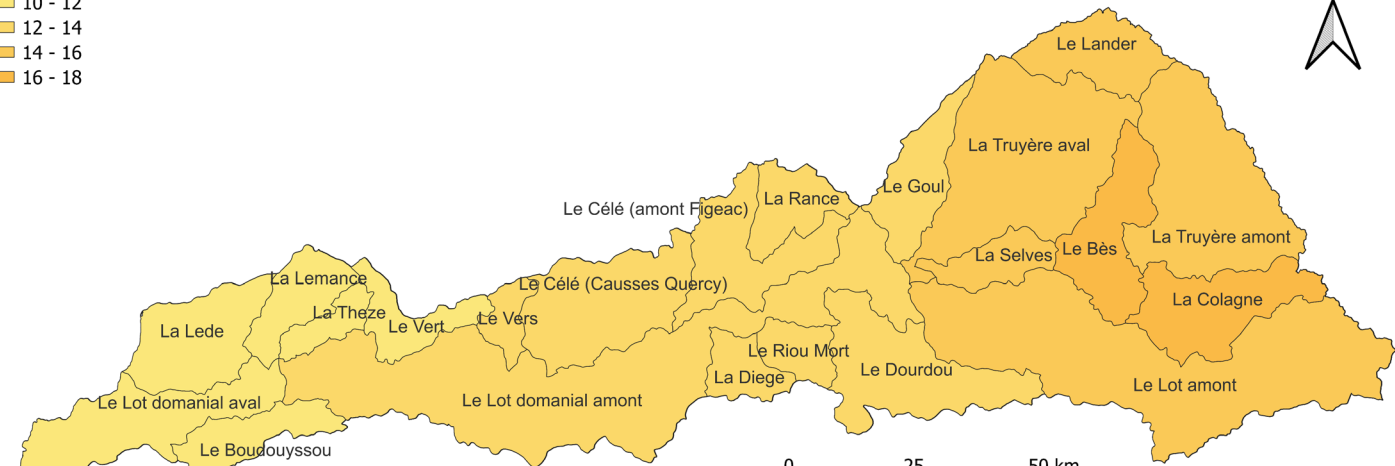 10 - 12
12 - 14
14 - 16
16 - 18
Le Lander
La Truyère aval
Le Goul
La Rance
Le Célé (amont Figeac)
La Truyère amont
Le Bès
La Selves
La Lemance
Le Célé (Causses Quercy)
La Colagne
La Theze
Le Vers
Le Vert
La Lede
Le Riou Mort
Le Dourdou
La Diege
Le Lot amont
Le Lot domanial aval
Le Lot domanial amont
Le Boudouyssou
0 25 50 km